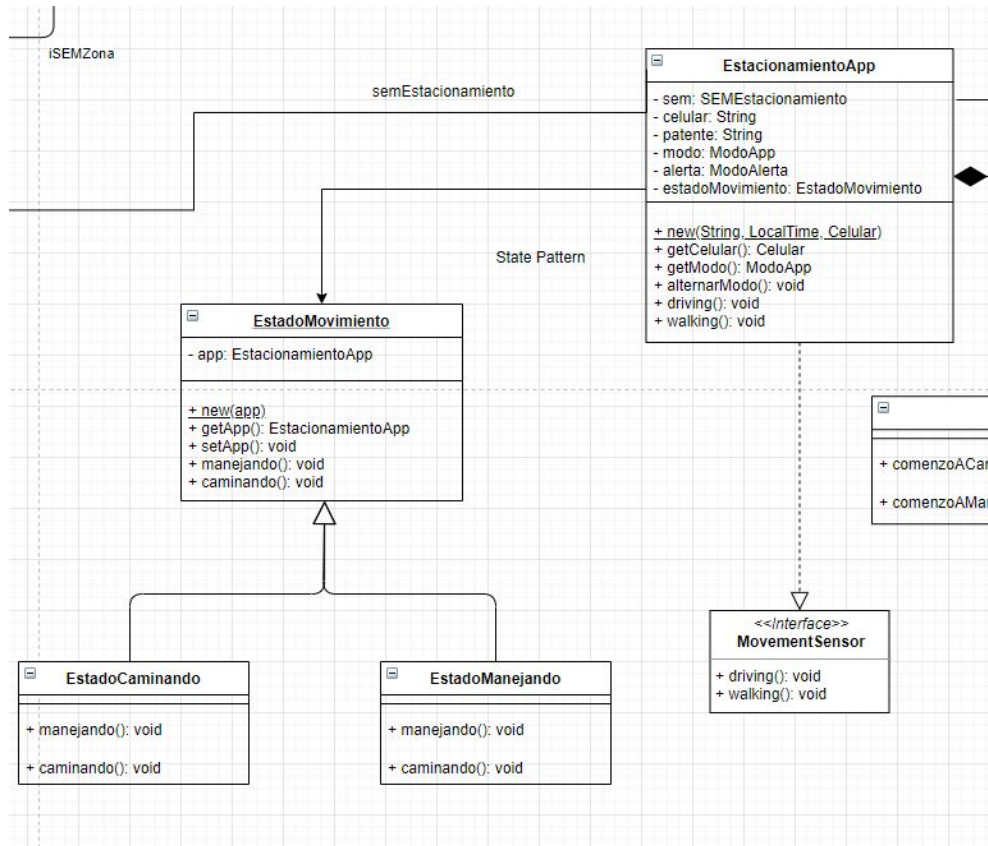 iSEMZona
semEstacionamiento
EstacionamientoApp
- sem: SEMEstacionamiento
- celular: String
- patente: String
- modo: ModoApp
- alerta: ModoAlerta
- estadoMovimiento: EstadoMovimiento
+ new(String, LocalTime, Celular)
+ getCelular(): Celular
+ getModo(): ModoApp
+ alternarModo(): void
+ driving(): void
+ walking(): void
State Pattern
EstadoMovimiento
- app: EstacionamientoApp
+ new(app)
+ getApp(): EstacionamientoApp
+ setApp(): void
+ manejando(): void
+ caminando(): void
+ comenzoACar
+ comenzoAMar
<<Interface>>
MovementSensor
+ driving(): void
+ walking(): void
EstadoCaminando
+ manejando(): void
+ caminando(): void
EstadoManejando
+ manejando(): void
+ caminando(): void